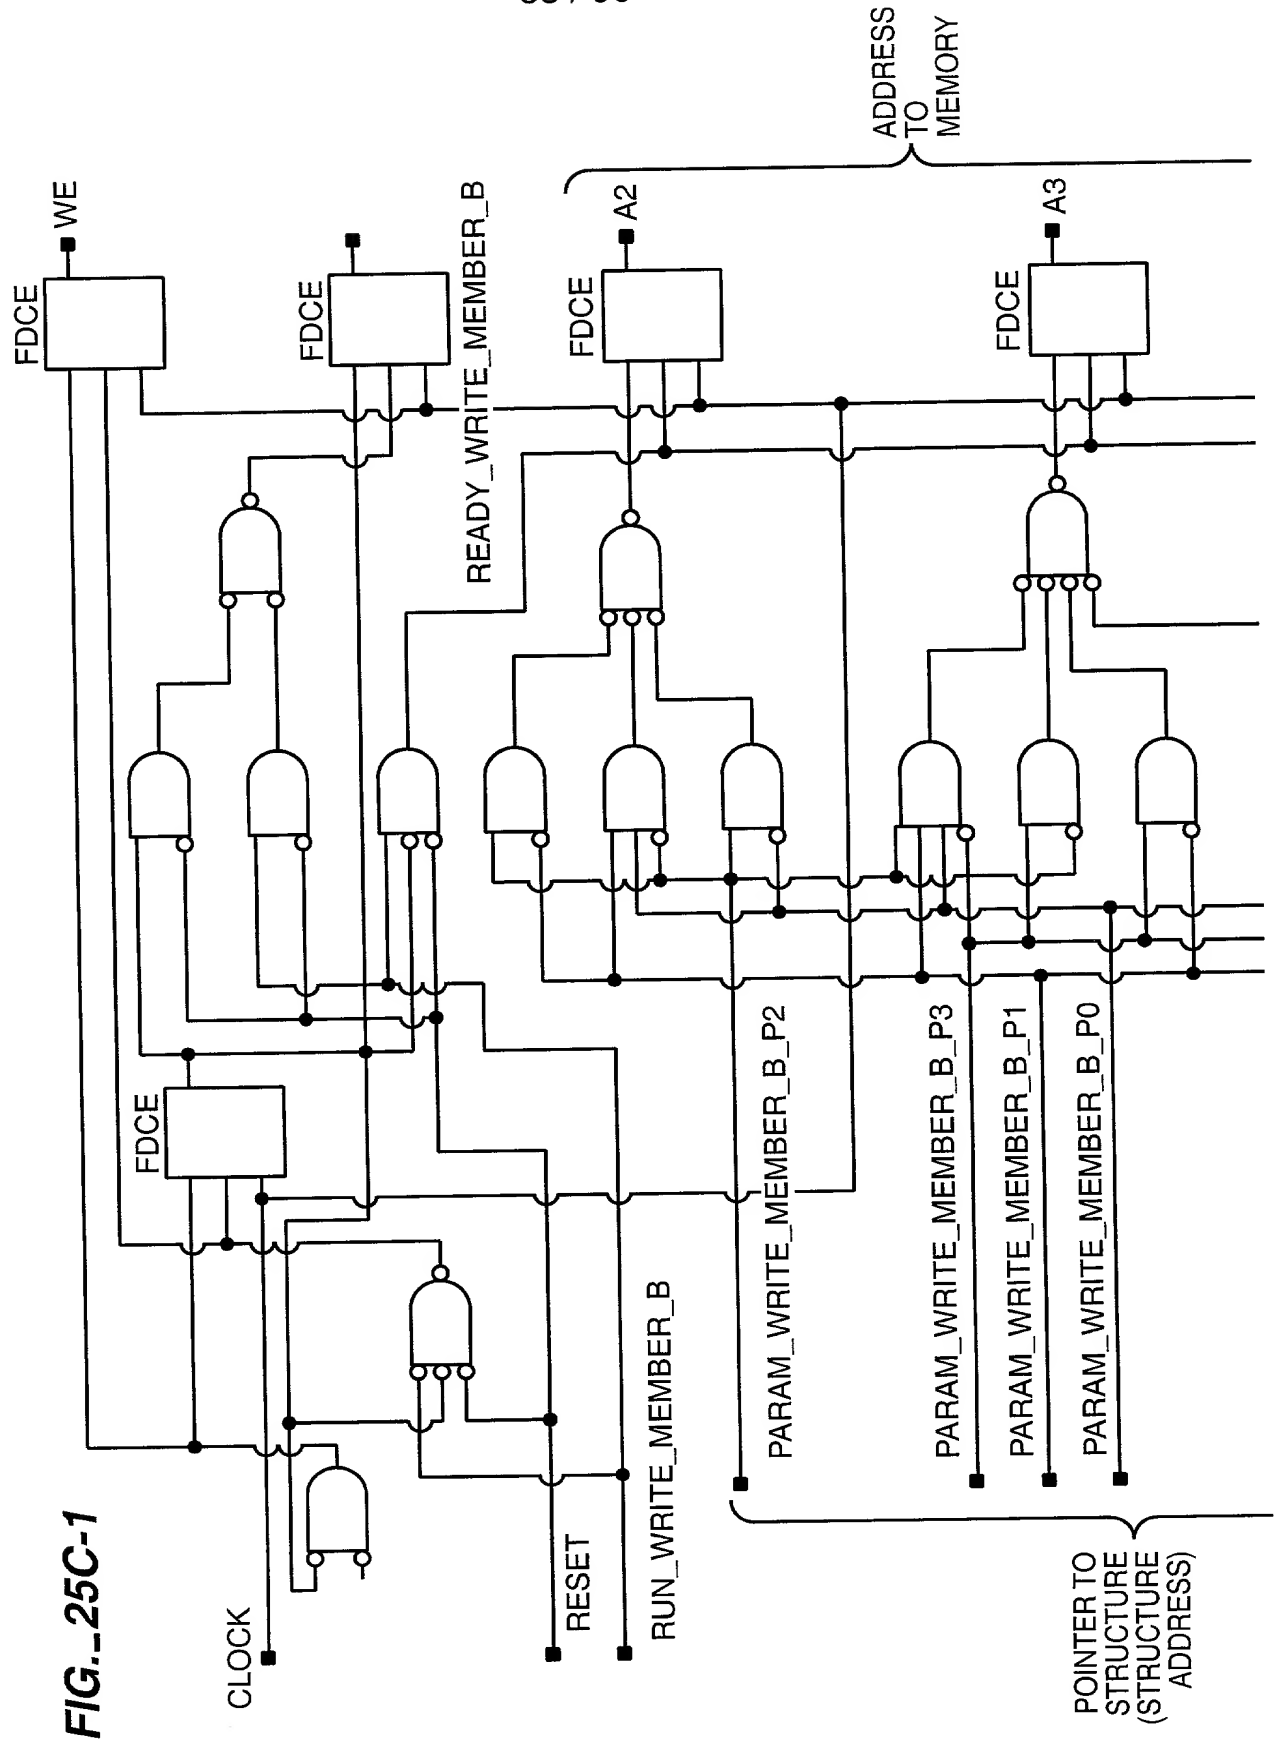 FIG._25C-1
CLOCK
RESET
RUN_WRITE_MEMBER_B
FDCE
FDCE
WE
FDCE
READY_WRITE_MEMBER_B
FDCE
A2
FDCE
A3
ADDRESS
TO
MEMORY
PARAM_WRITE_MEMBER_B_P2
PARAM_WRITE_MEMBER_B_P3
PARAM_WRITE_MEMBER_B_P1
PARAM_WRITE_MEMBER_B_P0
POINTER TO
STRUCTURE
(STRUCTURE
ADDRESS)